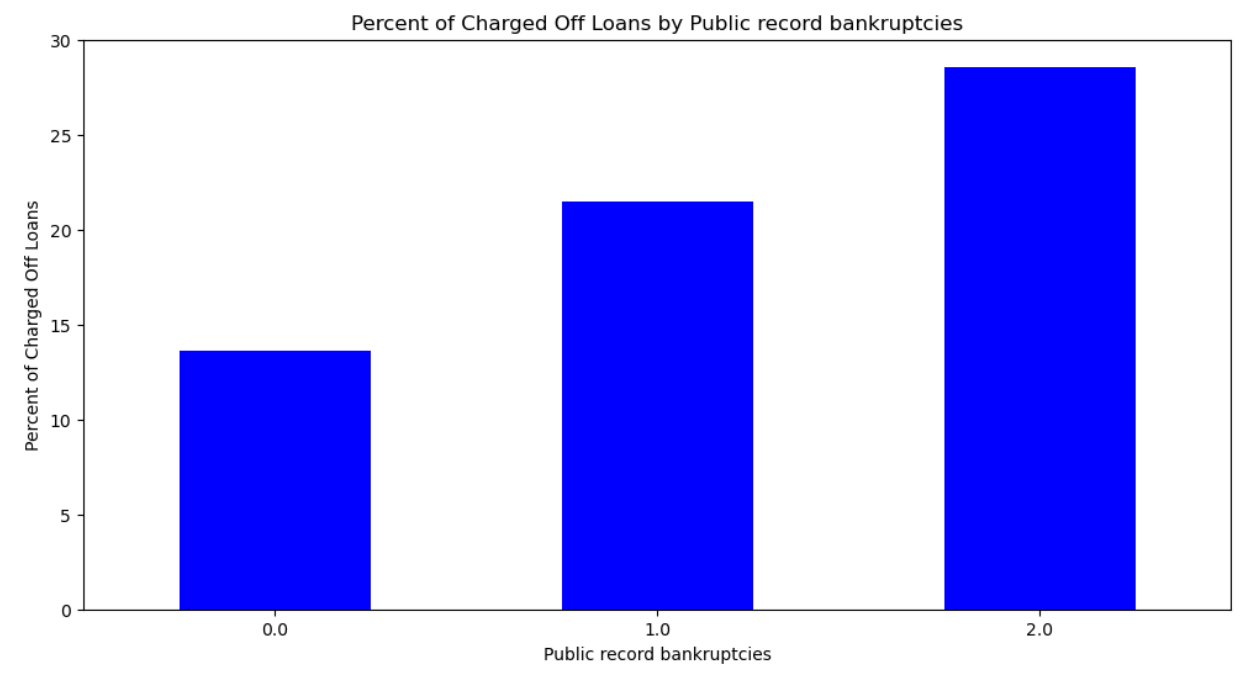 Percent of Charged Off Loans by Public record bankruptcies
30
25
20
15
10
5
0
Percent of Charged Off Loans
0.0 1.0 2.0
Public record bankruptcies